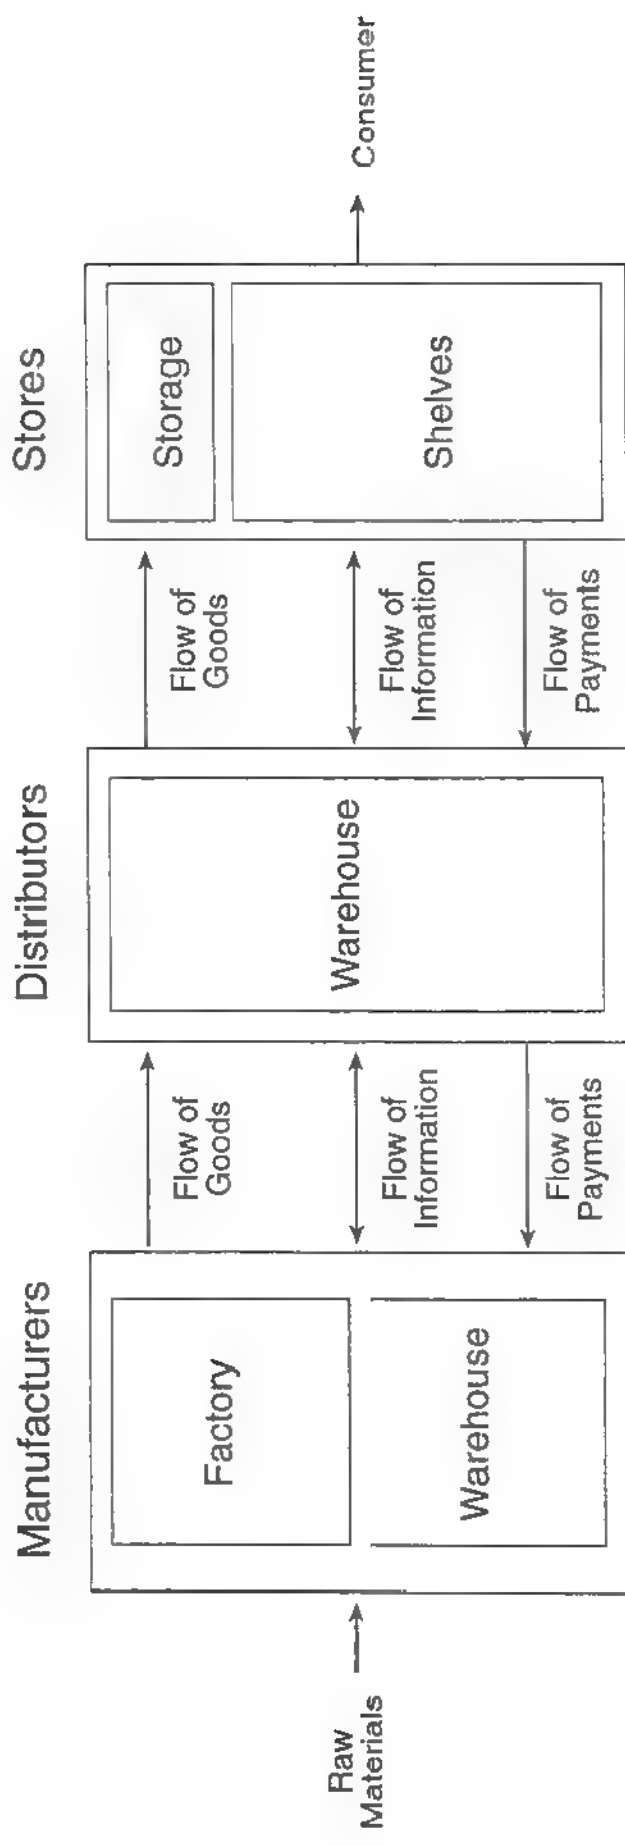 Manufacturers
Distributors
Stores
Raw
Materials
Factory
Warehouse
Flow of
Goods
Flow of
Information
Flow of
Payments
Warehouse
Flow of
Goods
Flow of
Information
Flow of
Payments
Storage
Shelves
Consumer